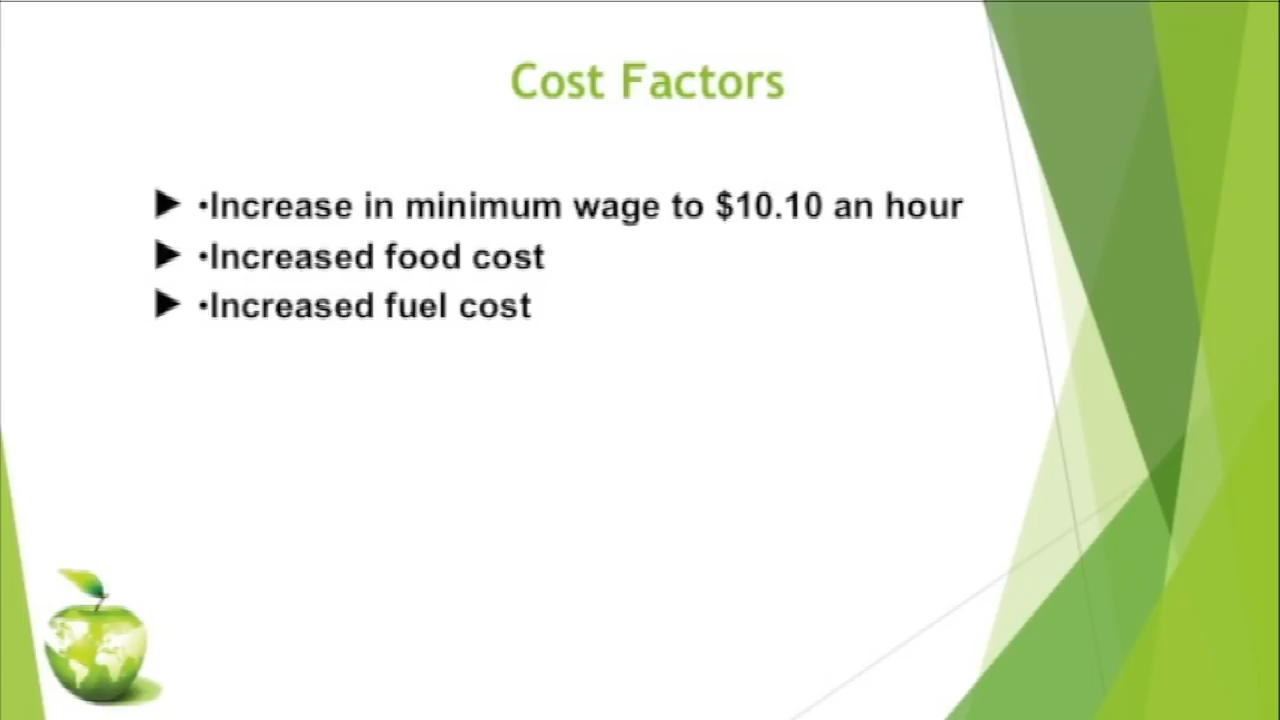 Cost Factors
▶ •Increase in minimum wage to $10.10 an hour
▶ •Increased food cost
▶ •Increased fuel cost